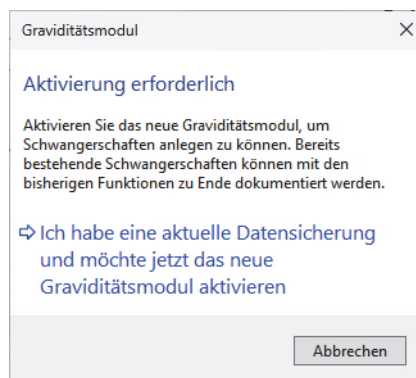 Graviditätsmodul
Aktivierung erforderlich
Aktivieren Sie das neue Graviditätsmodul, um
Schwangerschaften anlegen zu können. Bereits
bestehende Schwangerschaften können mit den
bisherigen Funktionen zu Ende dokumentiert werden.
Ich habe eine aktuelle Datensicherung
und möchte jetzt das neue
Graviditätsmodul aktivieren
Abbrechen